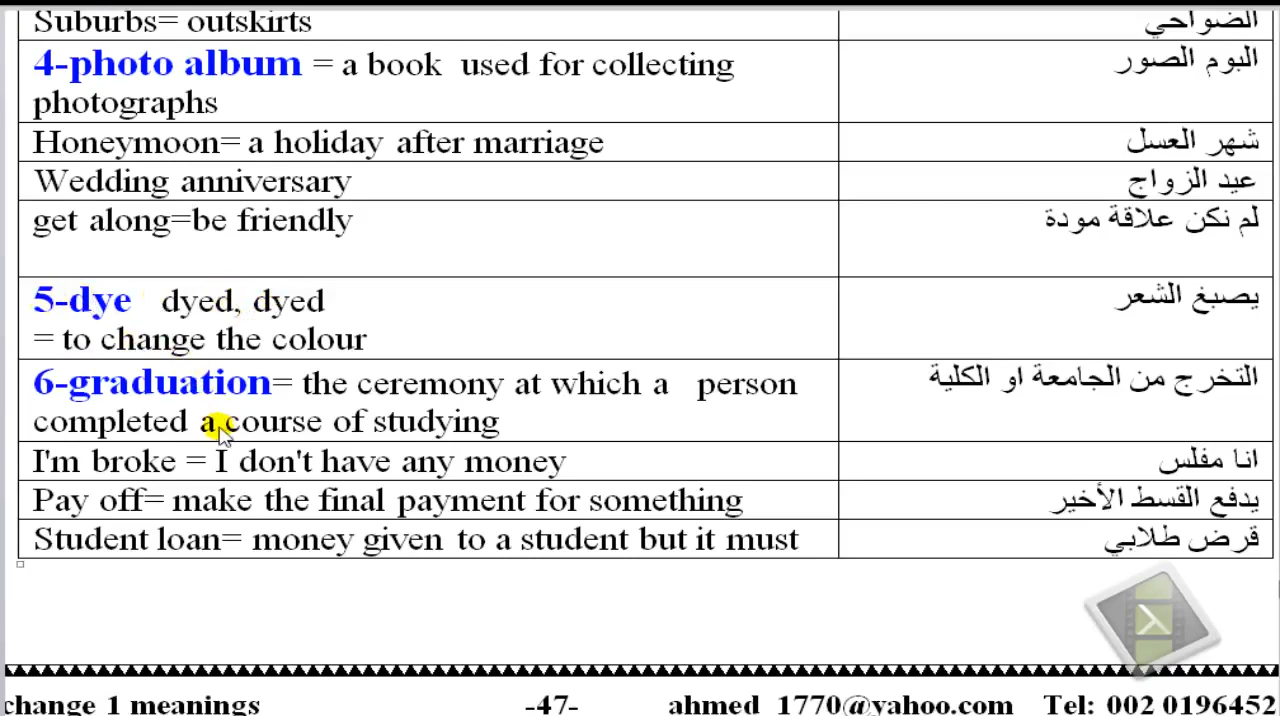 Suburbs= outskirts الضواحي
4-photo album = a book used for collecting البوم الصور
photographs
Honeymoon= a holiday after marriage شهر العسل
Wedding anniversary عيد الزواج
get along=be friendly لم نكن علاقة مودة
5-dye dyed, dyed يصبغ الشعر
= to change the colour
6-graduation= the ceremony at which a person التخرج من الجامعة او الكلية
completed a course of studying
I'm broke = I don't have any money انا مفلس
Pay off= make the final payment for something يدفع القسط الأخير
Student loan= money given to a student but it must قرض طلابي
change 1 meanings -47- ahmed_1770@yahoo.com Tel: 002 0196452